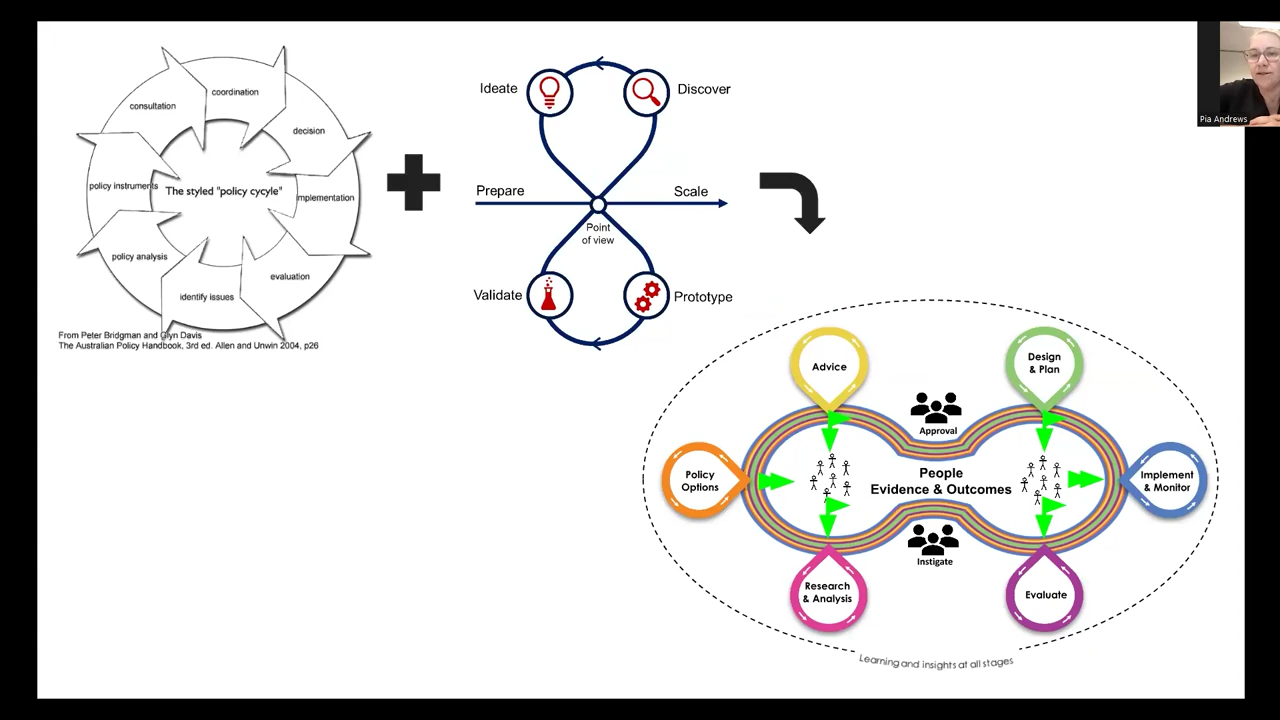 coordination
consultation
decision
policy instruments
The styled "policy cycyle"
implementation
policy analysis
evaluation
identify issues
From Peter Bridgman and Glyn Davis
The Australian Policy Handbook, 3rd ed. Allen and Unwin 2004, p26
Ideate
Discover
Prepare
Scale
Point
of view
Validate
Prototype
Pia Andrews
Advice
Design
& Plan
Approval
Policy
Options
People
Evidence & Outcomes
Implement
& Monitor
Instigate
Research
& Analysis
Evaluate
Learning and insights at all stages